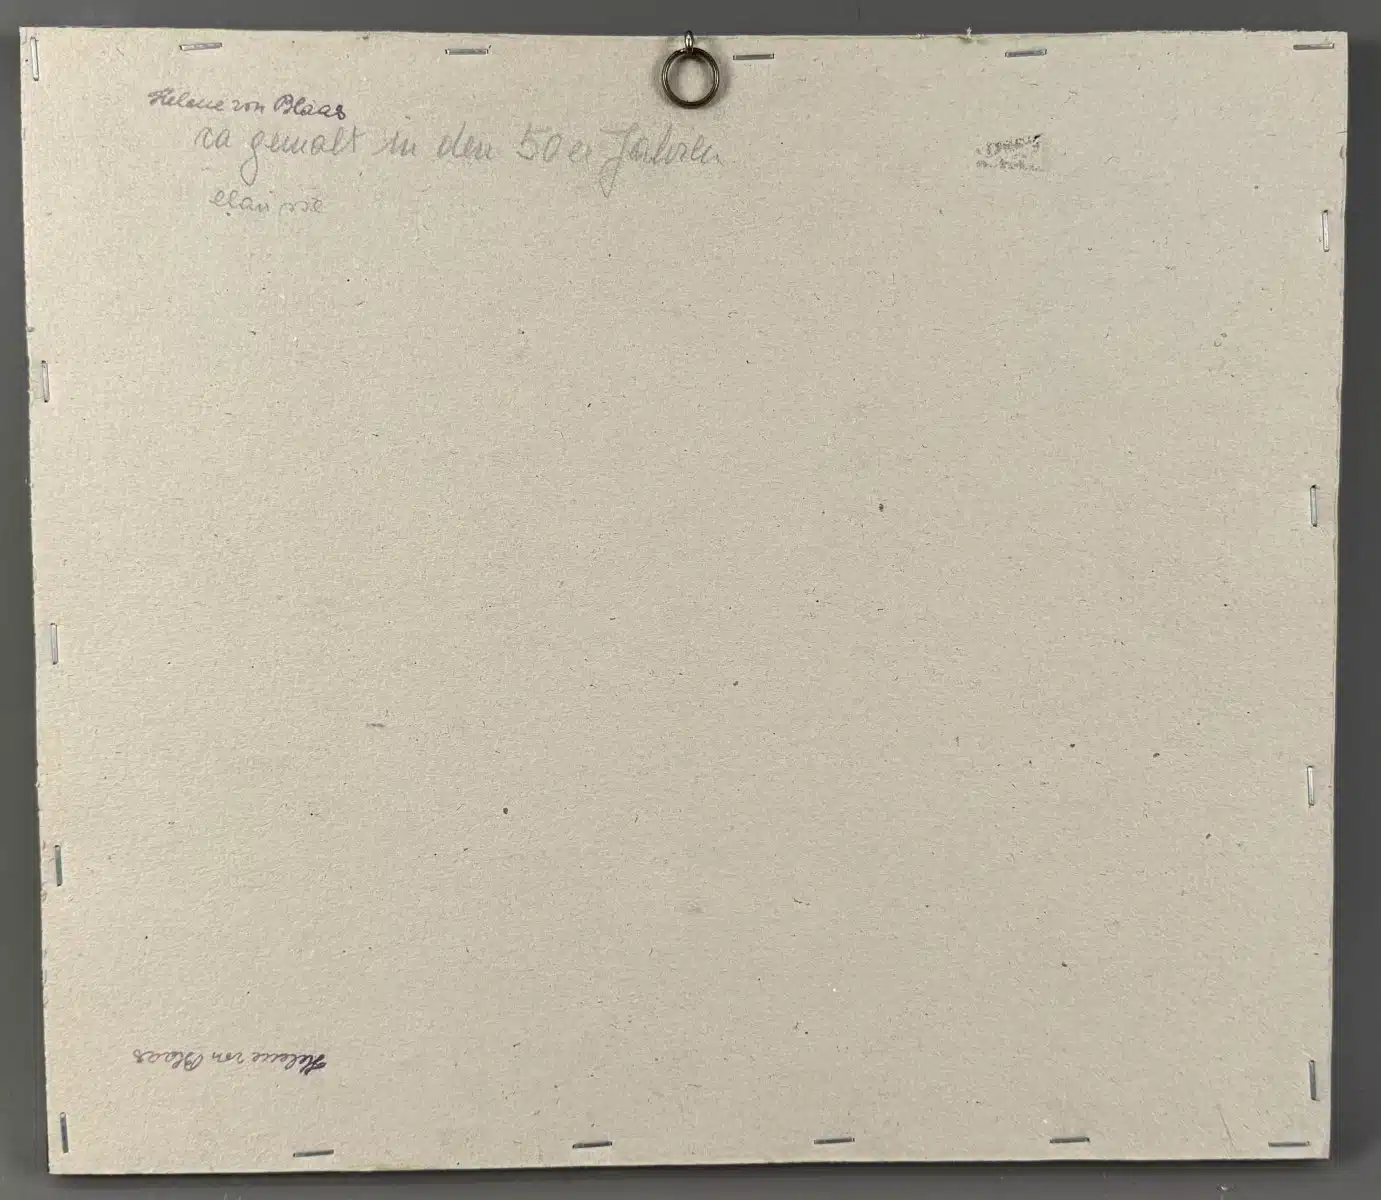 Helene von Blaas
ca gemalt in den 50er Jahren
Helene von Blaas